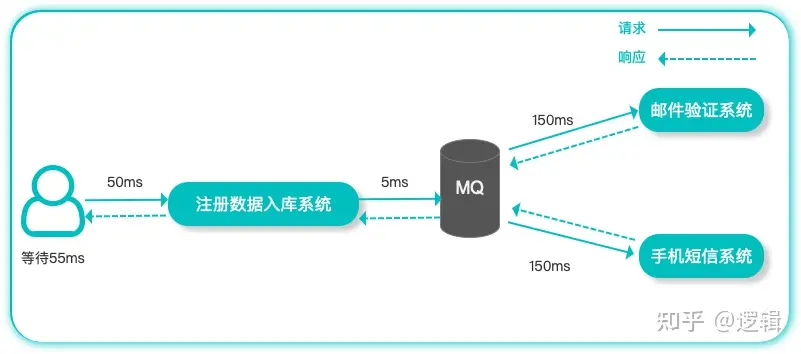 请求
响应
150ms
邮件验证系统
50ms
5ms
MQ
注册数据入库系统
等待55ms
150ms
手机短信系统
知乎 @逻辑